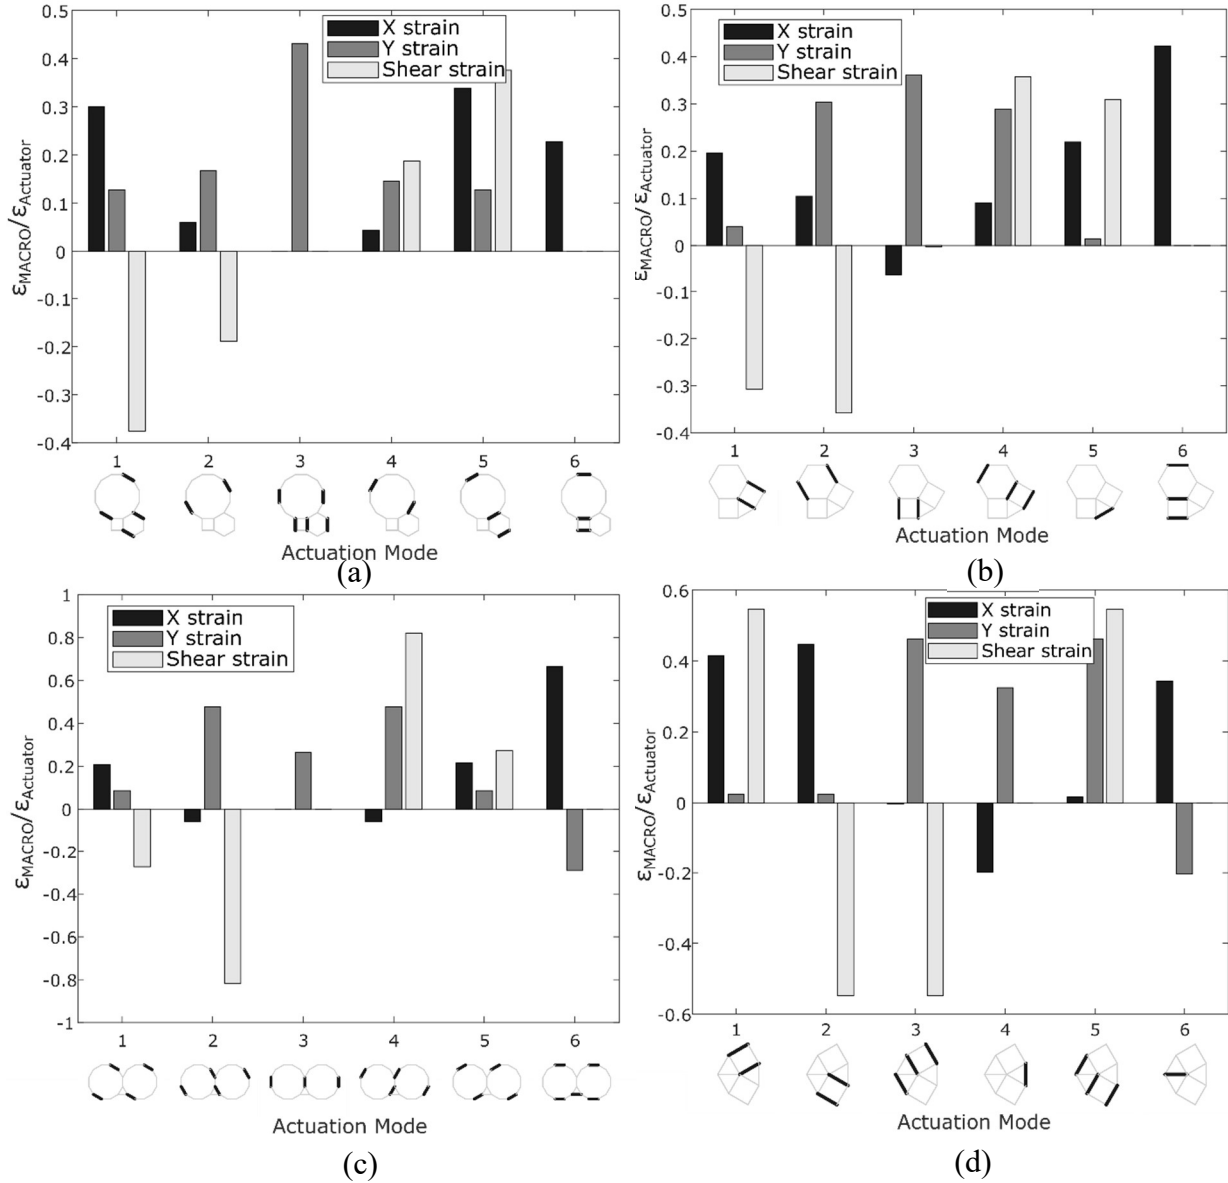 X strain
Y strain
Shear strain
0.5
0.4
0.3
0.2
0.1
0
-0.1
-0.2
-0.3
-0.4
εMACRO/εActuator
1 2 3 4 5 6
Actuation Mode
(a)
X strain
Y strain
Shear strain
0.5
0.4
0.3
0.2
0.1
0
-0.1
-0.2
-0.3
-0.4
εMACRO/εActuator
1 2 3 4 5 6
Actuation Mode
(b)
X strain
Y strain
Shear strain
1
0.8
0.6
0.4
0.2
0
-0.2
-0.4
-0.6
-0.8
-1
εMACRO/εActuator
1 2 3 4 5 6
Actuation Mode
(c)
X strain
Y strain
Shear strain
0.6
0.4
0.2
0
-0.2
-0.4
-0.6
εMACRO/εActuator
1 2 3 4 5 6
Actuation Mode
(d)